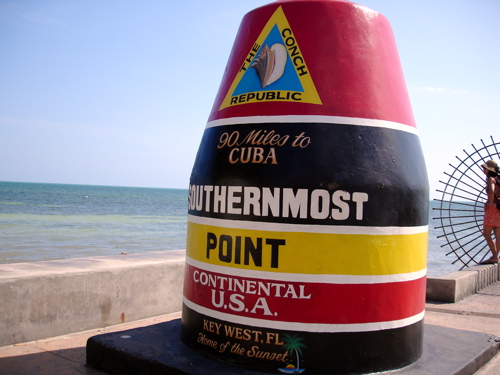 THE CONCH
REPUBLIC
90 Miles to
CUBA
SOUTHERNMOST
POINT
CONTINENTAL
U.S.A.
KEY WEST, FL
Home of the Sunset